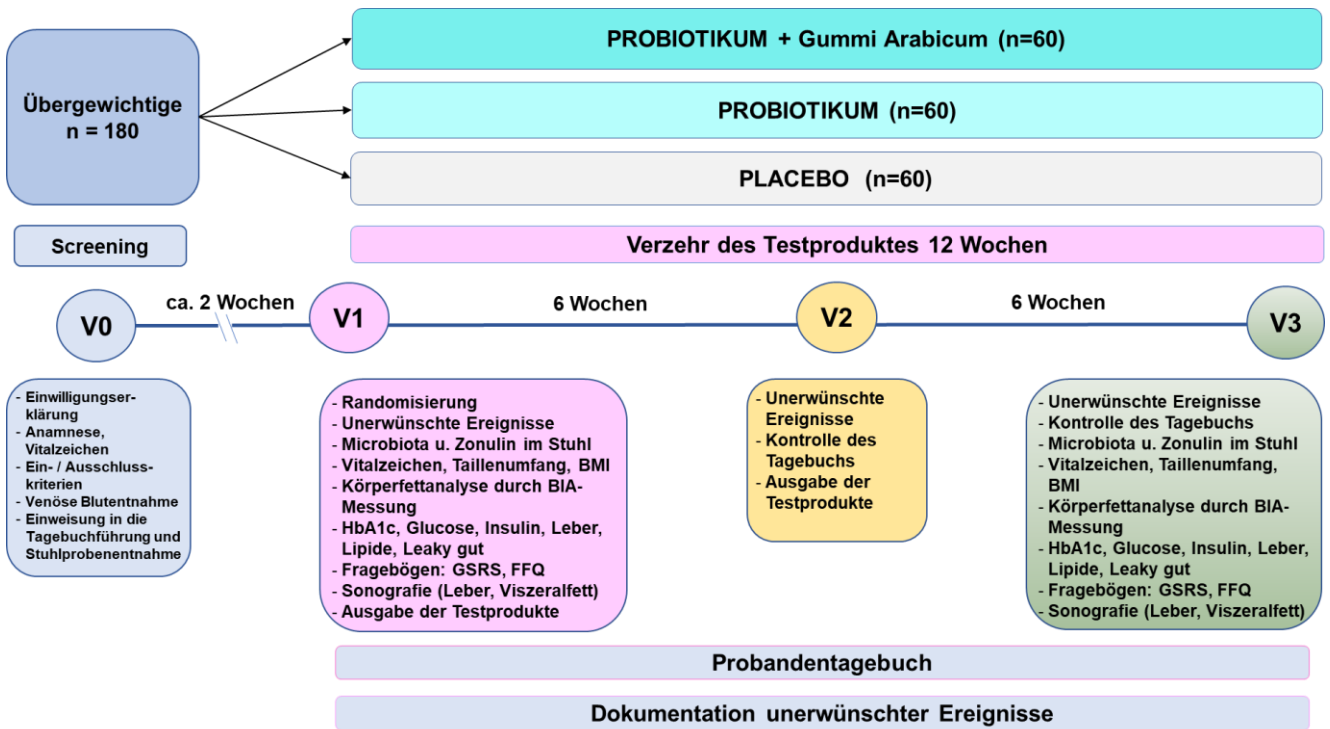 PROBIOTIKUM + Gummi Arabicum (n=60)
Übergewichtige
n = 180
PROBIOTIKUM (n=60)
PLACEBO (n=60)
Screening
Verzehr des Testproduktes 12 Wochen
ca. 2 Wochen
6 Wochen
6 Wochen
V0
V1
V2
V3
- Einwilligungser-
klärung
- Anamnese,
Vitalzeichen
- Ein- / Ausschluss-
kriterien
- Venöse Blutentnahme
- Einweisung in die
Tagebuchführung und
Stuhlprobenentnahme
- Randomisierung
- Unerwünschte Ereignisse
- Microbiota u. Zonulin im Stuhl
- Vitalzeichen, Taillenumfang, BMI
- Körperfettanalyse durch BIA-
Messung
- HbA1c, Glucose, Insulin, Leber,
Lipide, Leaky gut
- Fragebögen: GSRS, FFQ
- Sonografie (Leber, Viszeralfett)
- Ausgabe der Testprodukte
- Unerwünschte
Ereignisse
- Kontrolle des
Tagebuchs
- Ausgabe der
Testprodukte
- Unerwünschte Ereignisse
- Kontrolle des Tagebuchs
- Microbiota u. Zonulin im Stuhl
- Vitalzeichen, Taillenumfang,
BMI
- Körperfettanalyse durch BIA-
Messung
- HbA1c, Glucose, Insulin, Leber,
Lipide, Leaky gut
- Fragebögen: GSRS, FFQ
- Sonografie (Leber, Viszeralfett)
Probandentagebuch
Dokumentation unerwünschter Ereignisse